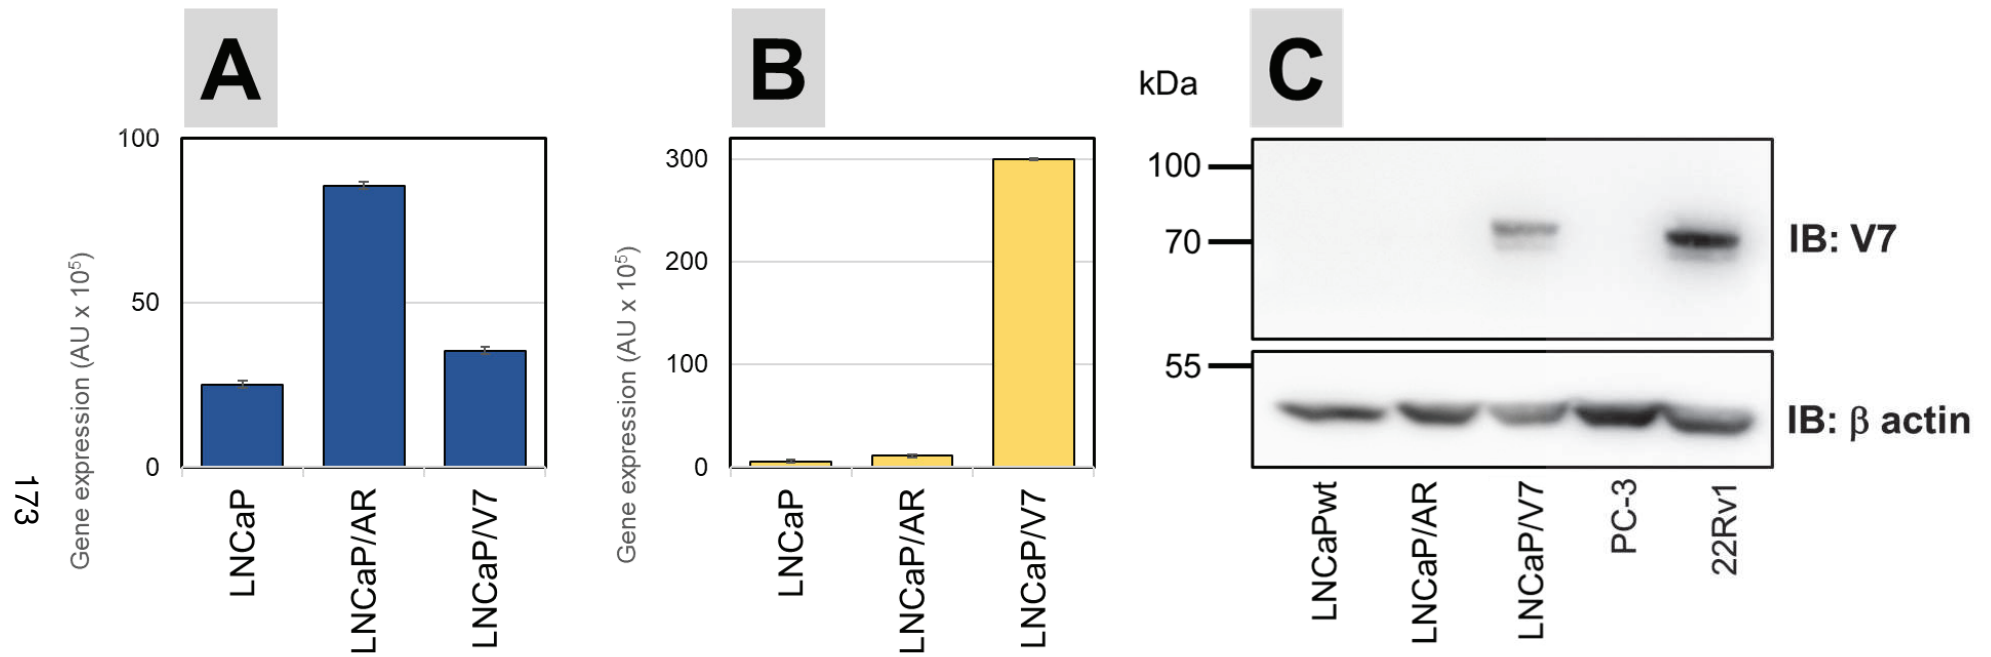 A
100
50
0
Gene expression (AU x 10⁵)
LNCaP
LNCaP/AR
LNCaP/V7
173
B
300
200
100
0
Gene expression (AU x 10⁵)
LNCaP
LNCaP/AR
LNCaP/V7
kDa
C
100
70
55
IB: V7
IB: β actin
LNCaPwt
LNCaP/AR
LNCaP/V7
PC-3
22Rv1